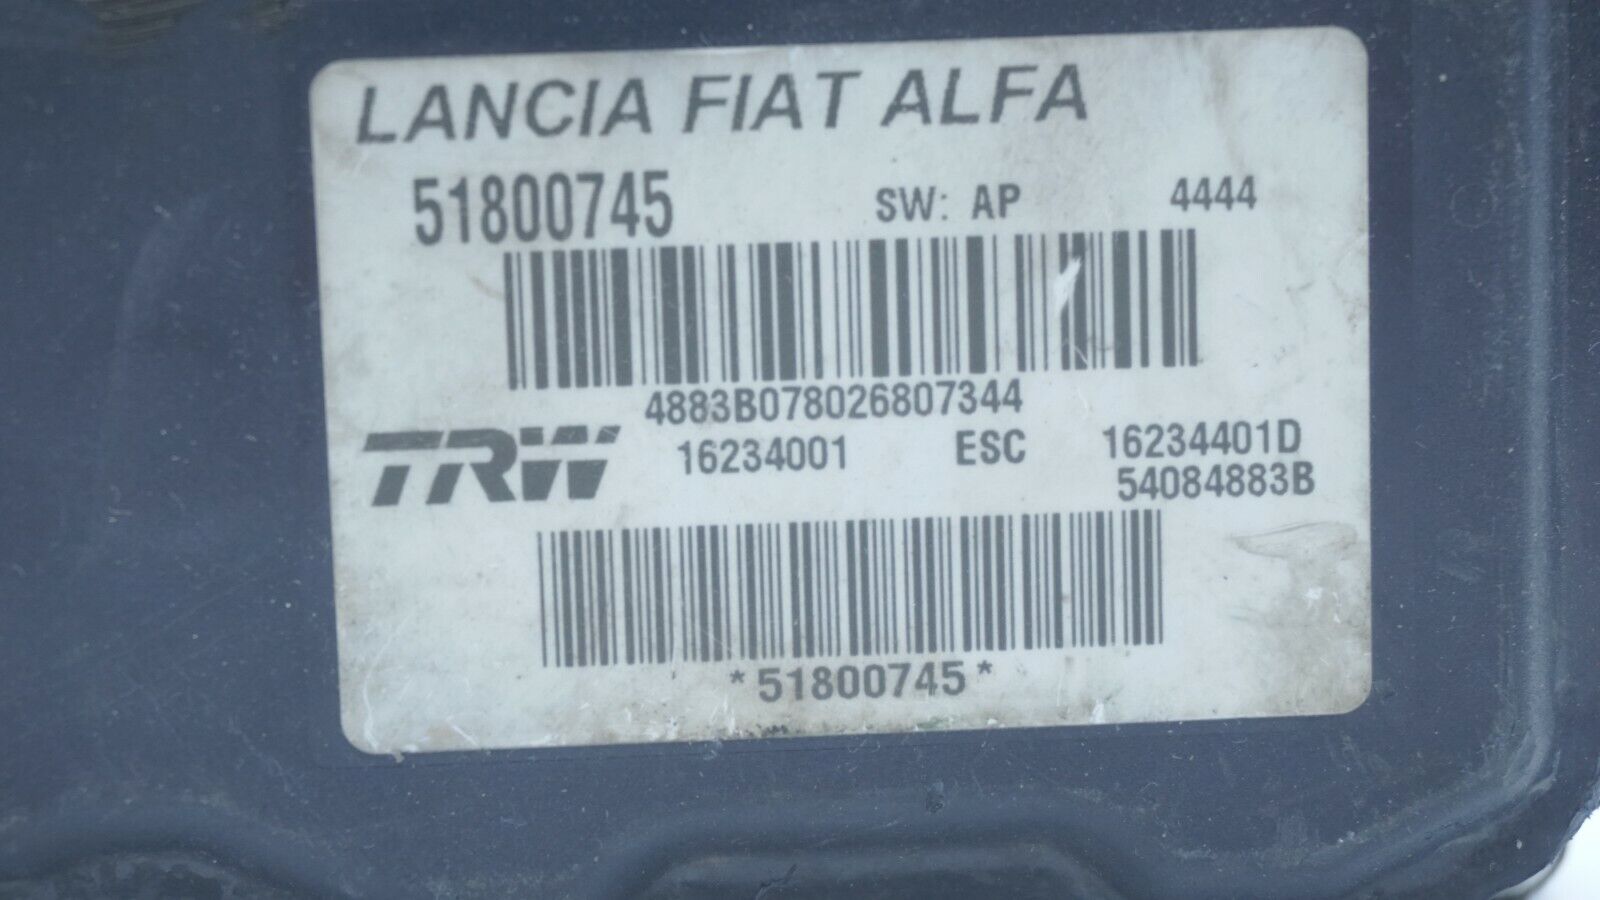 LANCIA FIAT ALFA
51800745 SW: AP 4444
4883B078026807344
TRW 16234001 ESC 16234401D
54084883B
*51800745*